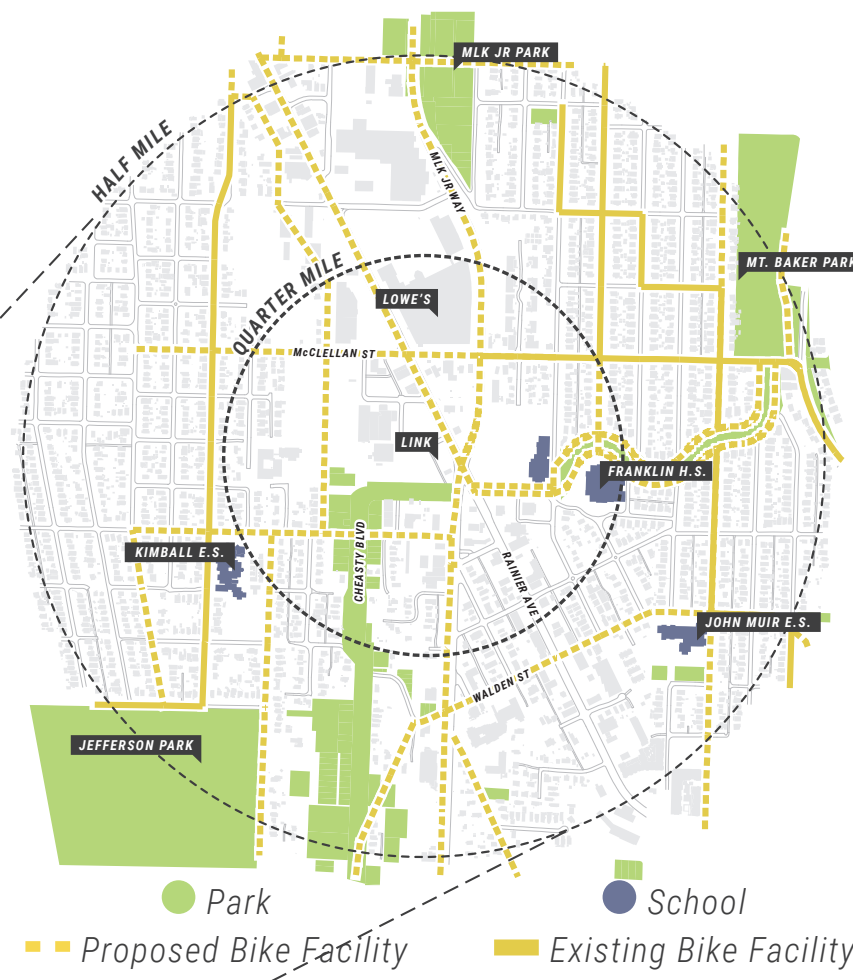 MLK JR PARK
HALF MILE
MLK JR WAY
MT. BAKER PARK
QUARTER MILE
LOWE'S
McCLELLAN ST
LINK
FRANKLIN H.S.
KIMBALL E.S.
CHEASTY BLVD
RAINIER AVE
JOHN MUIR E.S.
WALDEN ST
JEFFERSON PARK
Park
School
Proposed Bike Facility
Existing Bike Facility